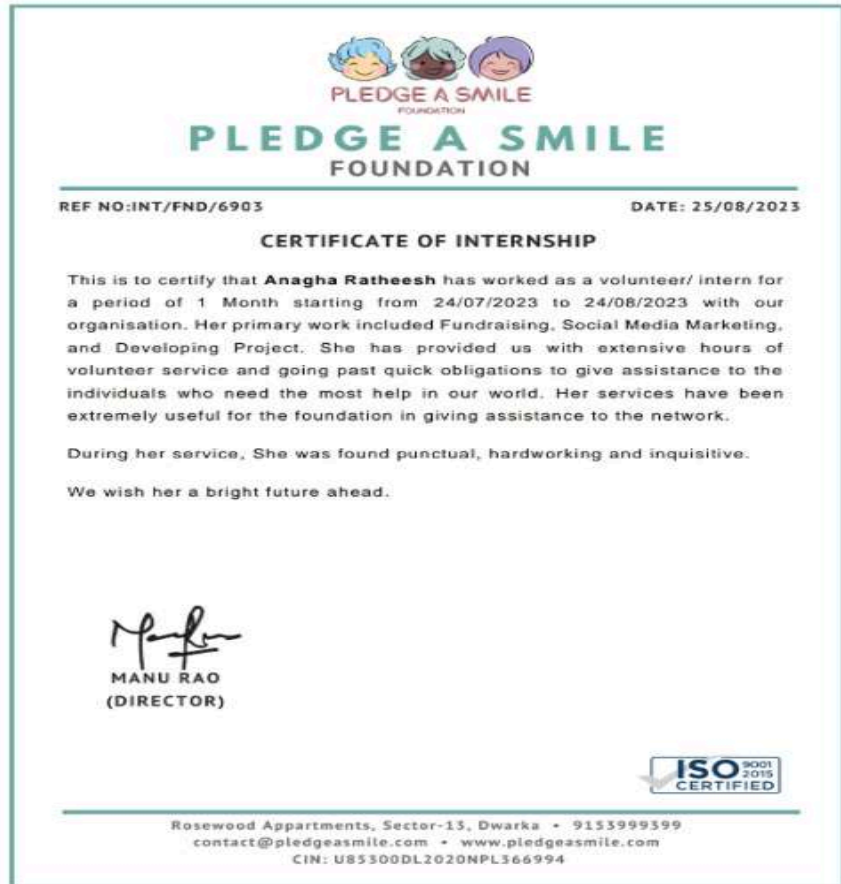 PLEDGE A SMILE
FOUNDATION
PLEDGE A SMILE
FOUNDATION
REF NO:INT/FND/6903
DATE: 25/08/2023
CERTIFICATE OF INTERNSHIP
This is to certify that Anagha Ratheesh has worked as a volunteer/ intern for
a period of 1 Month starting from 24/07/2023 to 24/08/2023 with our
organisation. Her primary work included Fundraising, Social Media Marketing,
and Developing Project. She has provided us with extensive hours of
volunteer service and going past quick obligations to give assistance to the
individuals who need the most help in our world. Her services have been
extremely useful for the foundation in giving assistance to the network.
During her service, She was found punctual, hardworking and inquisitive.
We wish her a bright future ahead.
MANU RAO
(DIRECTOR)
ISO 9001
2015
CERTIFIED
Rosewood Appartments, Sector-13, Dwarka • 9153999399
contact@pledgeasmile.com • www.pledgeasmile.com
CIN: U85300DL2020NPL366994